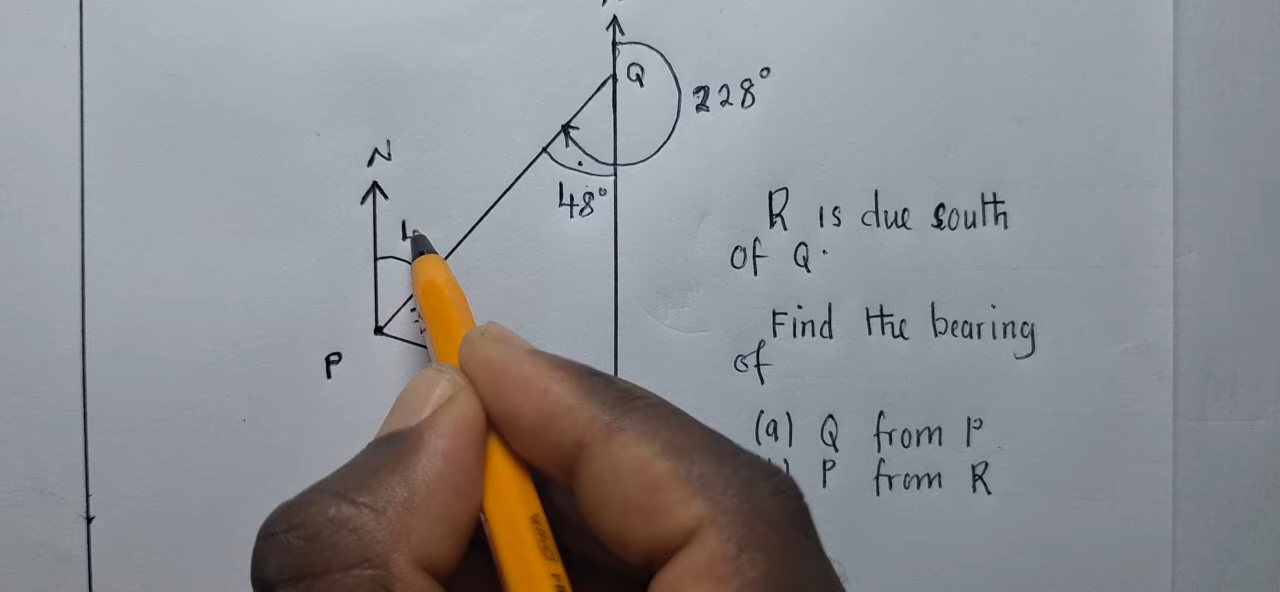 Q
228°
N
48°
P
R is due south
of Q.
Find the bearing
of
(a) Q from P
P from R